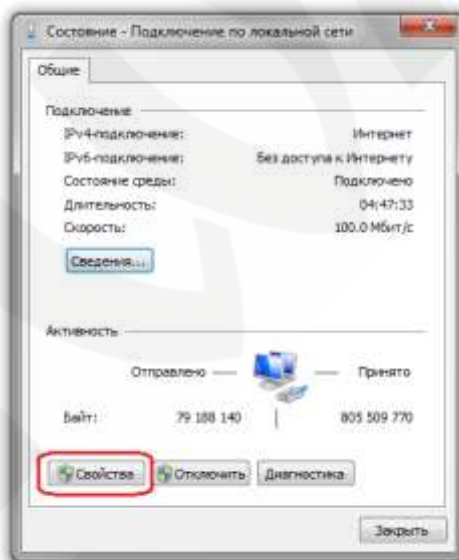 Состояние - Подключение по локальной сети
Общие
Подключение
IPv4-подключение: Интернет
IPv6-подключение: Без доступа к Интернету
Состояние среды: Подключено
Длительность: 04:47:33
Скорость: 100.0 Мбит/с
Сведения...
Активность
Отправлено — Принято
Байт: 79 188 140 | 805 509 770
Свойства Отключить Диагностика
Закрыть